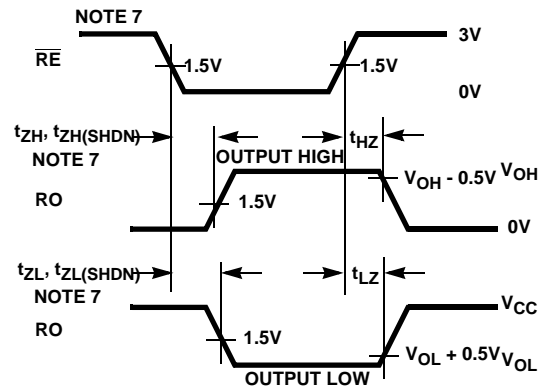 NOTE 7
3V
RE
1.5V
1.5V
0V
tZH, tZH(SHDN)
tHZ
NOTE 7
OUTPUT HIGH
VOH - 0.5V VOH
RO
1.5V
0V
tZL, tZL(SHDN)
tLZ
NOTE 7
VCC
RO
1.5V
VOL + 0.5V VOL
OUTPUT LOW